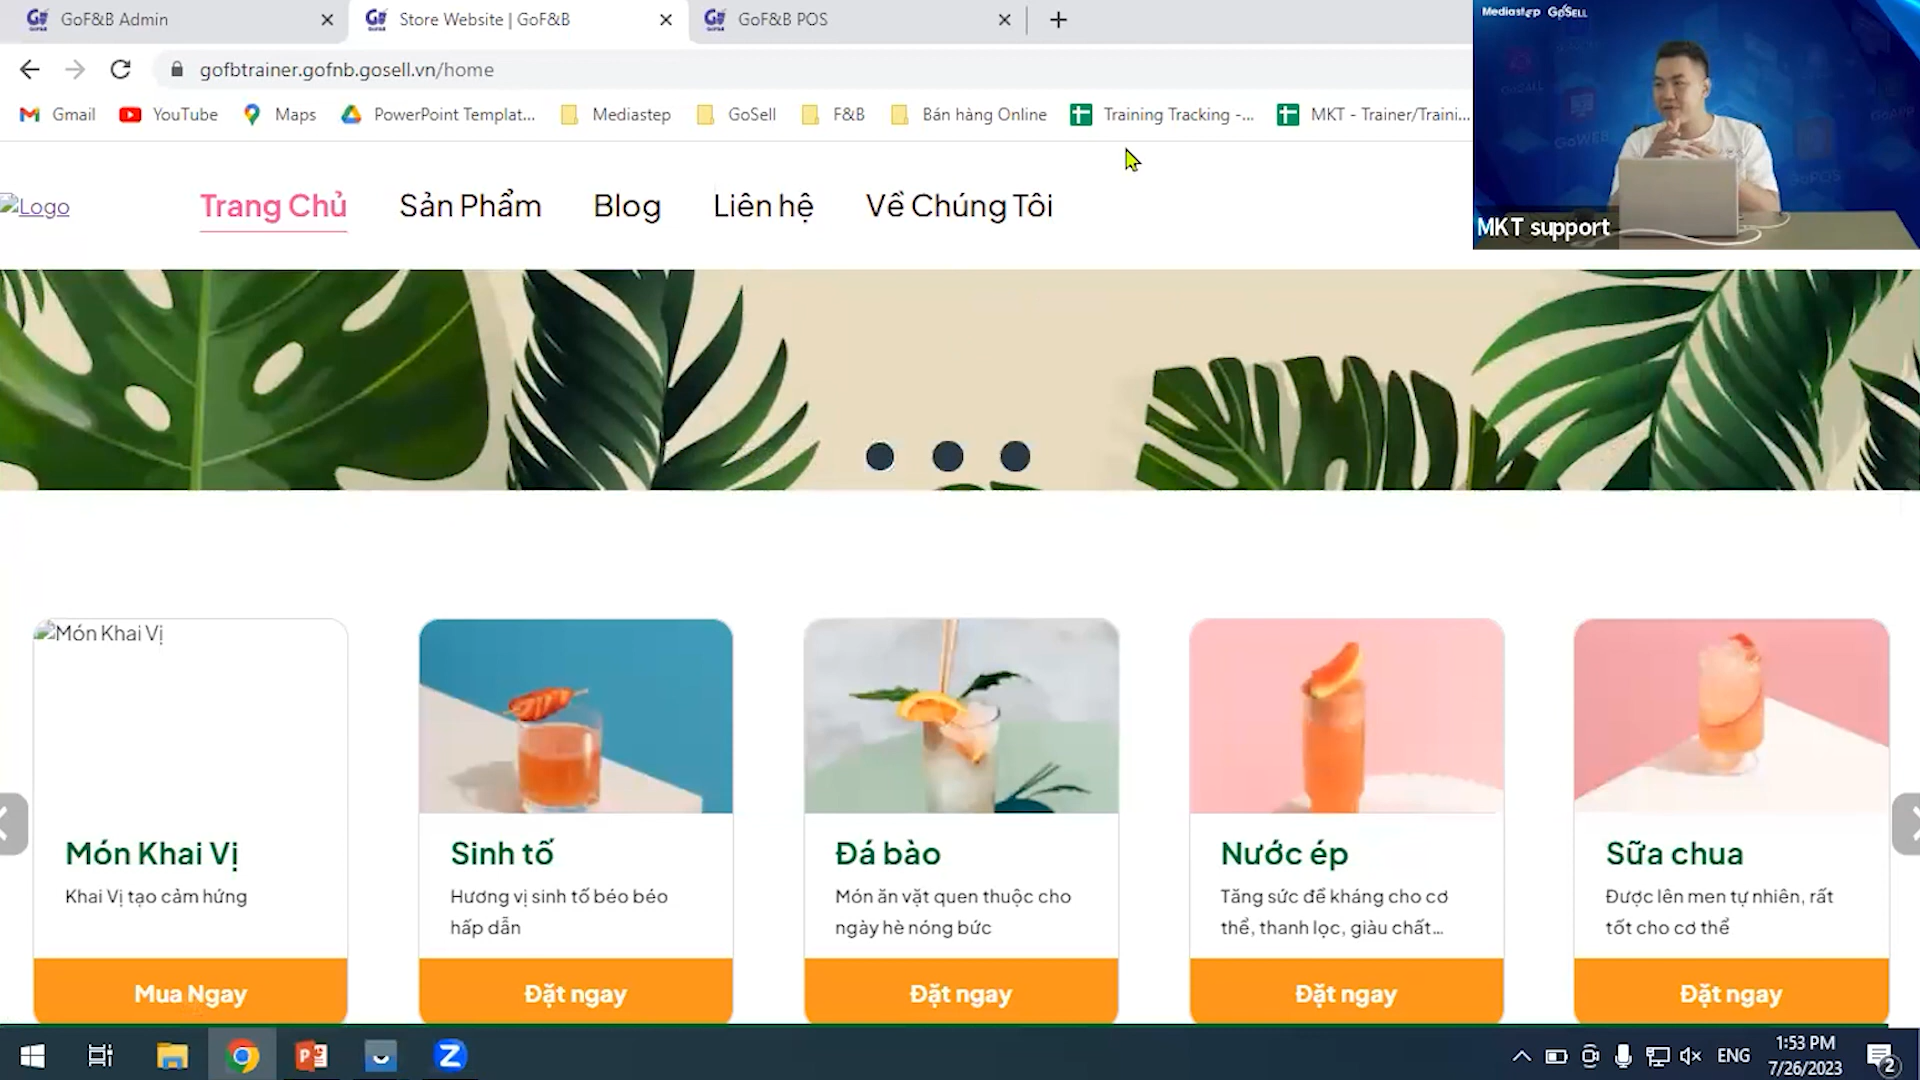 GoF&B Admin
Store Website | GoF&B
GoF&B POS
gofbtrainer.gofnb.gosell.vn/home
Gmail
YouTube
Maps
PowerPoint Templat...
Mediastep
GoSell
F&B
Bán hàng Online
Training Tracking -...
MKT - Trainer/Traini...
Mediastep GoSELL
GoWEB
GoPOS
MKT support
Logo
Trang Chủ
Sản Phẩm
Blog
Liên hệ
Về Chúng Tôi
Món Khai Vị
Món Khai Vị
Khai Vị tạo cảm hứng
Mua Ngay
Sinh tố
Hương vị sinh tố béo béo
hấp dẫn
Đặt ngay
Đá bào
Món ăn vặt quen thuộc cho
ngày hè nóng bức
Đặt ngay
Nước ép
Tăng sức đề kháng cho cơ
thể, thanh lọc, giàu chất...
Đặt ngay
Sữa chua
Được lên men tự nhiên, rất
tốt cho cơ thể
Đặt ngay
ENG
1:53 PM
7/26/2023
2